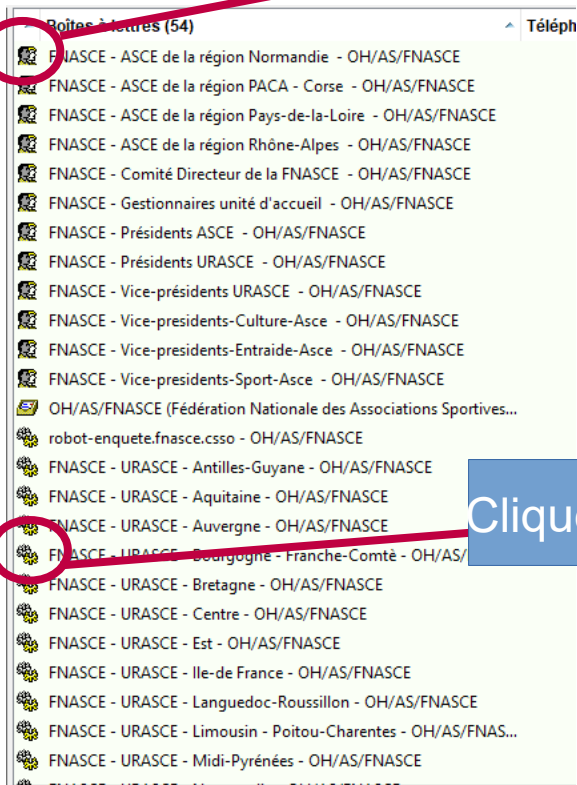 Boîtes à lettres (54) Téléph
FNASCE - ASCE de la région Normandie - OH/AS/FNASCE
FNASCE - ASCE de la région PACA - Corse - OH/AS/FNASCE
FNASCE - ASCE de la région Pays-de-la-Loire - OH/AS/FNASCE
FNASCE - ASCE de la région Rhône-Alpes - OH/AS/FNASCE
FNASCE - Comité Directeur de la FNASCE - OH/AS/FNASCE
FNASCE - Gestionnaires unité d'accueil - OH/AS/FNASCE
FNASCE - Présidents ASCE - OH/AS/FNASCE
FNASCE - Présidents URASCE - OH/AS/FNASCE
FNASCE - Vice-présidents URASCE - OH/AS/FNASCE
FNASCE - Vice-presidents-Culture-Asce - OH/AS/FNASCE
FNASCE - Vice-presidents-Entraide-Asce - OH/AS/FNASCE
FNASCE - Vice-presidents-Sport-Asce - OH/AS/FNASCE
OH/AS/FNASCE (Fédération Nationale des Associations Sportives...
robot-enquete.fnasce.csso - OH/AS/FNASCE
FNASCE - URASCE - Antilles-Guyane - OH/AS/FNASCE
FNASCE - URASCE - Aquitaine - OH/AS/FNASCE
FNASCE - URASCE - Auvergne - OH/AS/FNASCE
Clique
FNASCE - URASCE - Bourgogne - Franche-Comtè - OH/AS/
FNASCE - URASCE - Bretagne - OH/AS/FNASCE
FNASCE - URASCE - Centre - OH/AS/FNASCE
FNASCE - URASCE - Est - OH/AS/FNASCE
FNASCE - URASCE - Ile-de France - OH/AS/FNASCE
FNASCE - URASCE - Languedoc-Roussillon - OH/AS/FNASCE
FNASCE - URASCE - Limousin - Poitou-Charentes - OH/AS/FNAS...
FNASCE - URASCE - Midi-Pyrénées - OH/AS/FNASCE